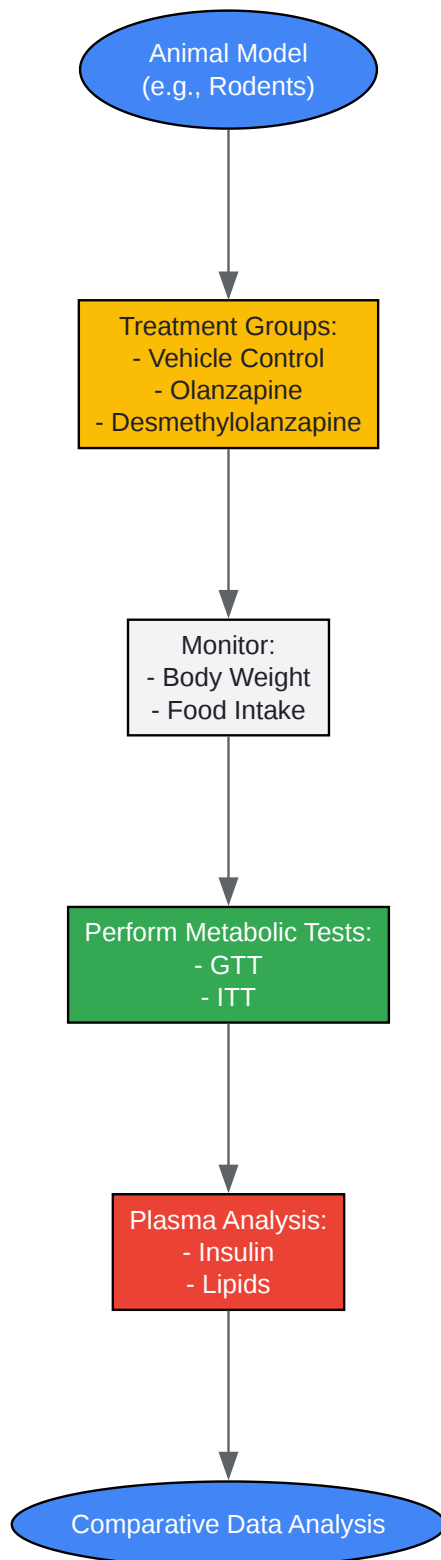 Animal Model
(e.g., Rodents)
Treatment Groups:
- Vehicle Control
- Olanzapine
- Desmethylolanzapine
Monitor:
- Body Weight
- Food Intake
Perform Metabolic Tests:
- GTT
- ITT
Plasma Analysis:
- Insulin
- Lipids
Comparative Data Analysis